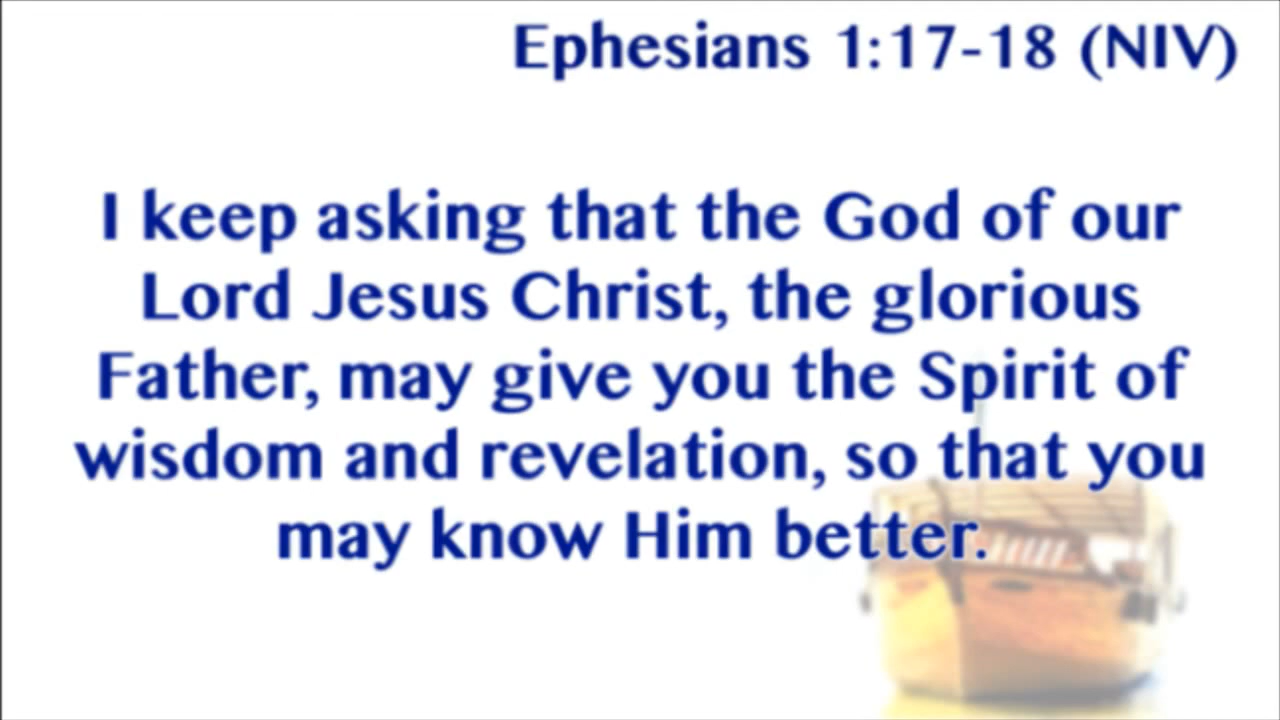 Ephesians 1:17-18 (NIV)
I keep asking that the God of our
Lord Jesus Christ, the glorious
Father, may give you the Spirit of
wisdom and revelation, so that you
may know Him better.